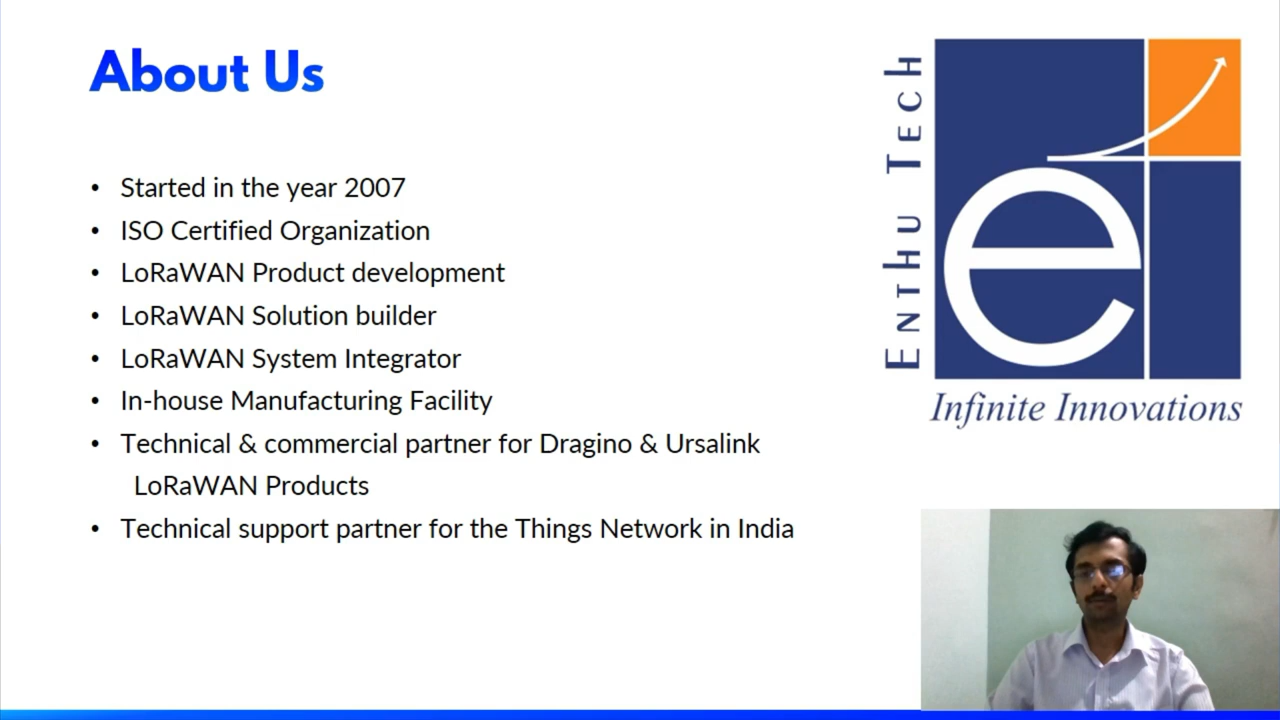 About Us
• Started in the year 2007
• ISO Certified Organization
• LoRaWAN Product development
• LoRaWAN Solution builder
• LoRaWAN System Integrator
• In-house Manufacturing Facility
• Technical & commercial partner for Dragino & Ursalink
LoRaWAN Products
• Technical support partner for the Things Network in India
ENTHU TECH
e
Infinite Innovations